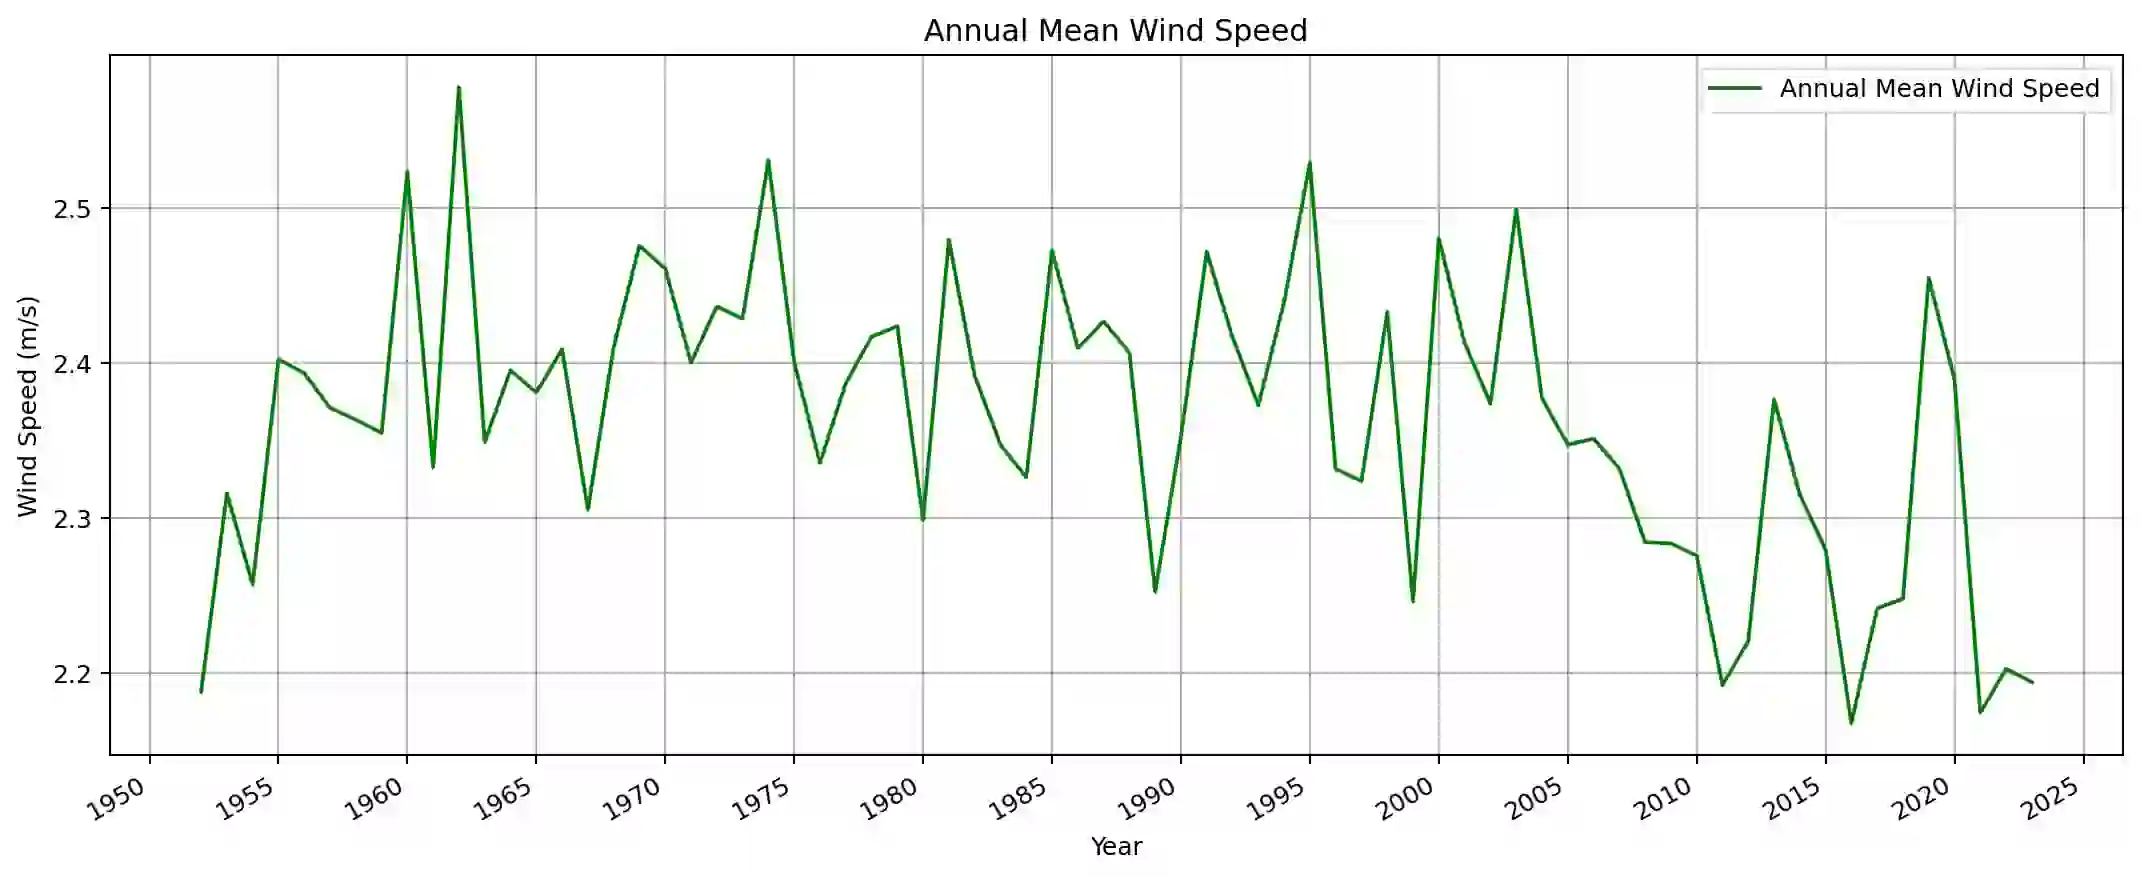 Annual Mean Wind Speed
Annual Mean Wind Speed
Wind Speed (m/s)
2.5
2.4
2.3
2.2
1950 1955 1960 1965 1970 1975 1980 1985 1990 1995 2000 2005 2010 2015 2020 2025
Year